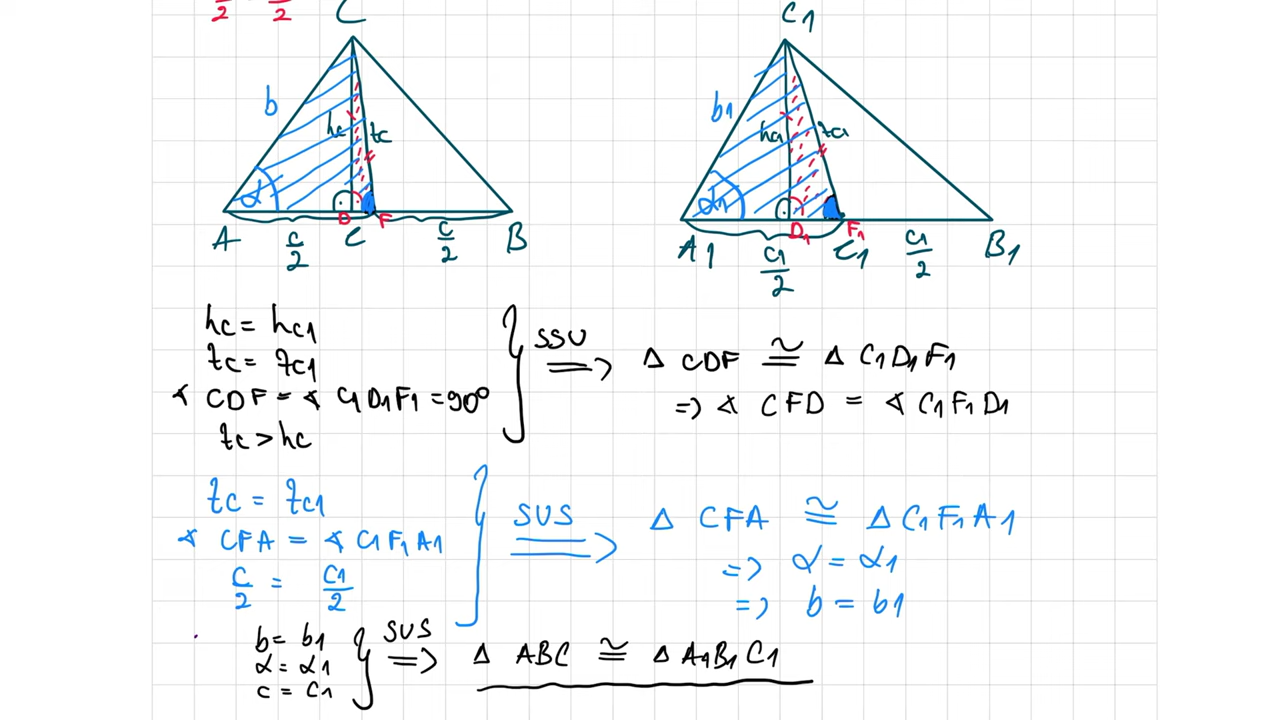 2 2
C C1
b hc tc b1 hc1 tc1
α α1
D F D1 F1
A c/2 C c/2 B A1 c1/2 C1 c1/2 B1
hc = hc1
tc = tc1
∢ CDF = ∢ C1D1F1 = 90°
tc > hc
SSU
=> Δ CDF ≅ Δ C1D1F1
=> ∢ CFD = ∢ C1F1D1
tc = tc1
∢ CFA = ∢ C1F1A1
c/2 = c1/2
SUS
=> Δ CFA ≅ Δ C1F1A1
=> α = α1
=> b = b1
b = b1
α = α1
c = c1
SUS
=> Δ ABC ≅ Δ A1B1C1